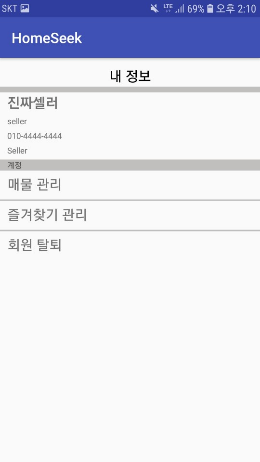 SKT LTE 69% 오후 2:10
HomeSeek
내 정보
진짜셀러
seller
010-4444-4444
Seller
계정
매물 관리
즐겨찾기 관리
회원 탈퇴